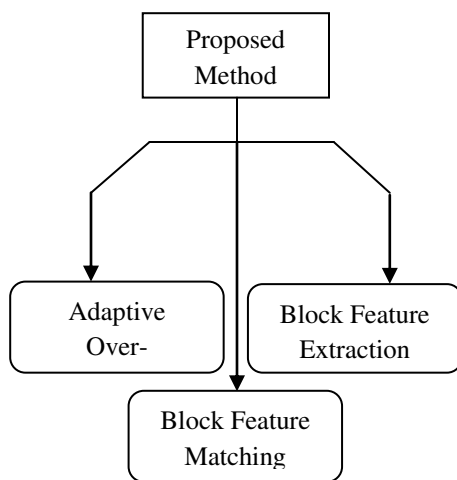 Proposed
Method
Adaptive
Over-
Block Feature
Extraction
Block Feature
Matching